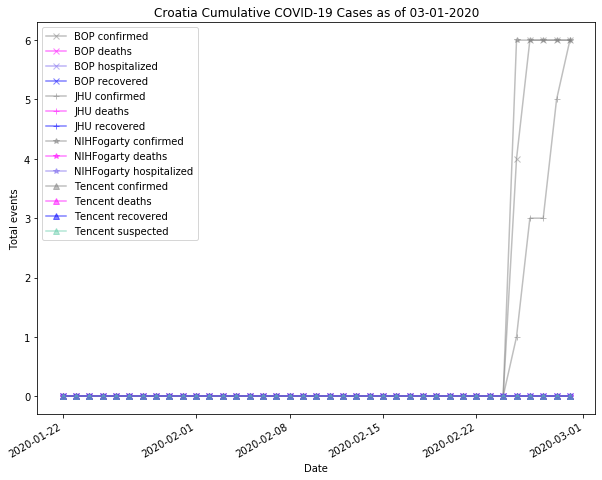 Croatia Cumulative COVID-19 Cases as of 03-01-2020
BOP confirmed
BOP deaths
BOP hospitalized
BOP recovered
JHU confirmed
JHU deaths
JHU recovered
NIHFogarty confirmed
NIHFogarty deaths
NIHFogarty hospitalized
Tencent confirmed
Tencent deaths
Tencent recovered
Tencent suspected
Total events
6
5
4
3
2
1
0
2020-01-22
2020-02-01
2020-02-08
2020-02-15
2020-02-22
2020-03-01
Date